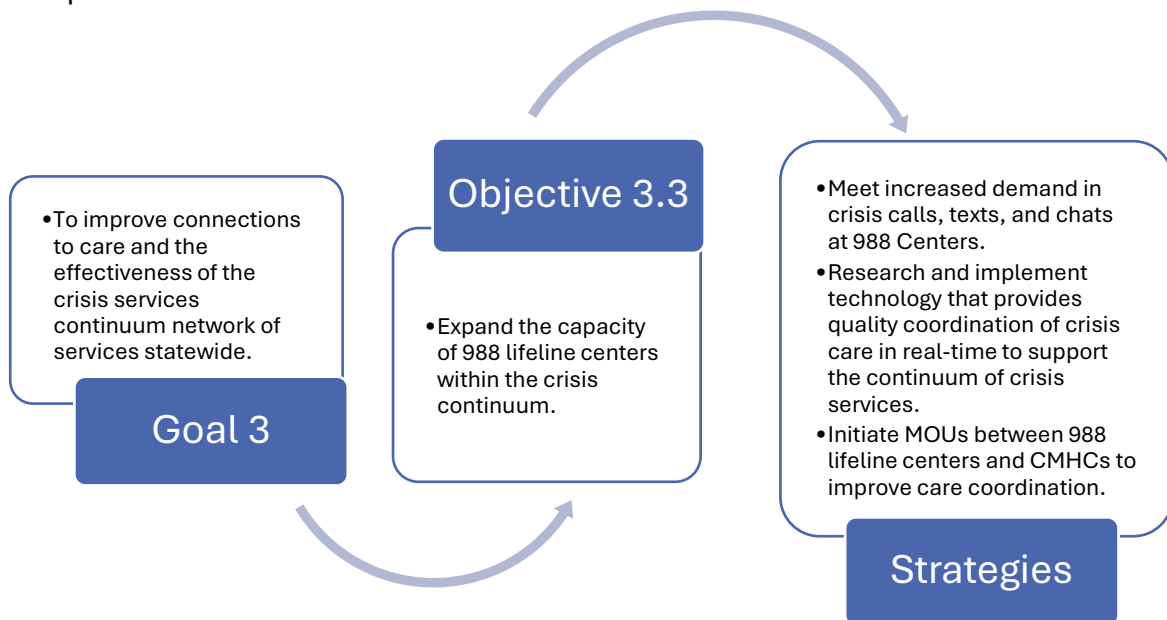 •To improve connections
to care and the
effectiveness of the
crisis services
continuum network of
services statewide.
Goal 3
Objective 3.3
•Expand the capacity
of 988 lifeline centers
within the crisis
continuum.
•Meet increased demand in
crisis calls, texts, and chats
at 988 Centers.
•Research and implement
technology that provides
quality coordination of crisis
care in real-time to support
the continuum of crisis
services.
•Initiate MOUs between 988
lifeline centers and CMHCs to
improve care coordination.
Strategies